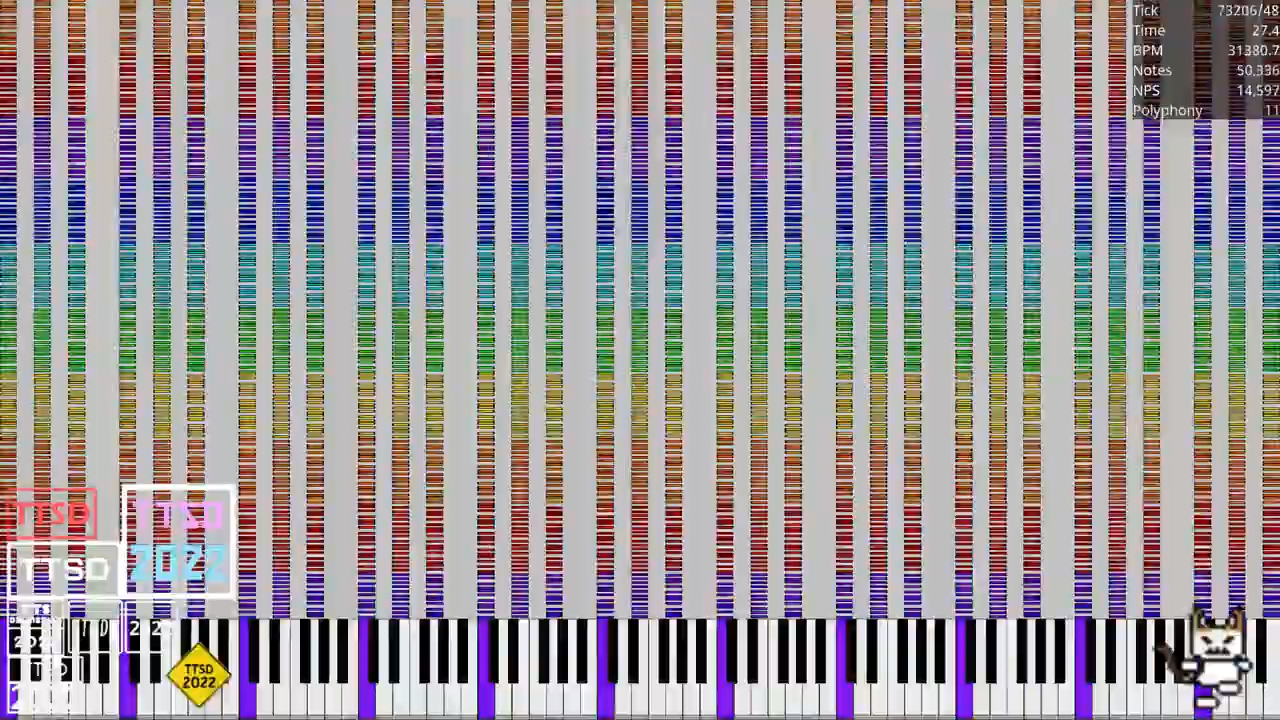 Tick 73206/48
Time 27.4
BPM 31380.7
Notes 50,336
NPS 14,597
Polyphony 11
TTSD
TTSD
2022
TTSD
TTSD
2022